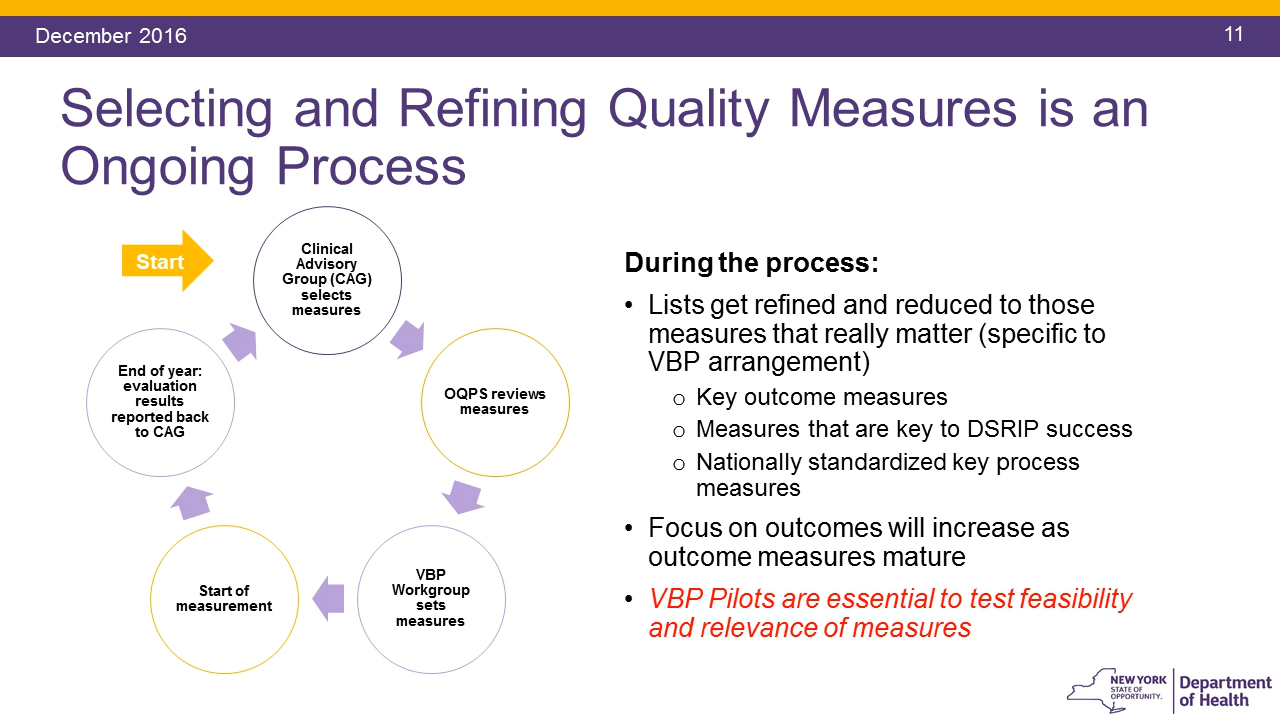 December 2016
11
Selecting and Refining Quality Measures is an
Ongoing Process
Start
Clinical
Advisory
Group (CAG)
selects
measures
OQPS reviews
measures
VBP
Workgroup
sets
measures
Start of
measurement
End of year:
evaluation
results
reported back
to CAG
During the process:
• Lists get refined and reduced to those
measures that really matter (specific to
VBP arrangement)
o Key outcome measures
o Measures that are key to DSRIP success
o Nationally standardized key process
measures
• Focus on outcomes will increase as
outcome measures mature
• VBP Pilots are essential to test feasibility
and relevance of measures
NEW YORK
STATE OF
OPPORTUNITY.
Department
of Health